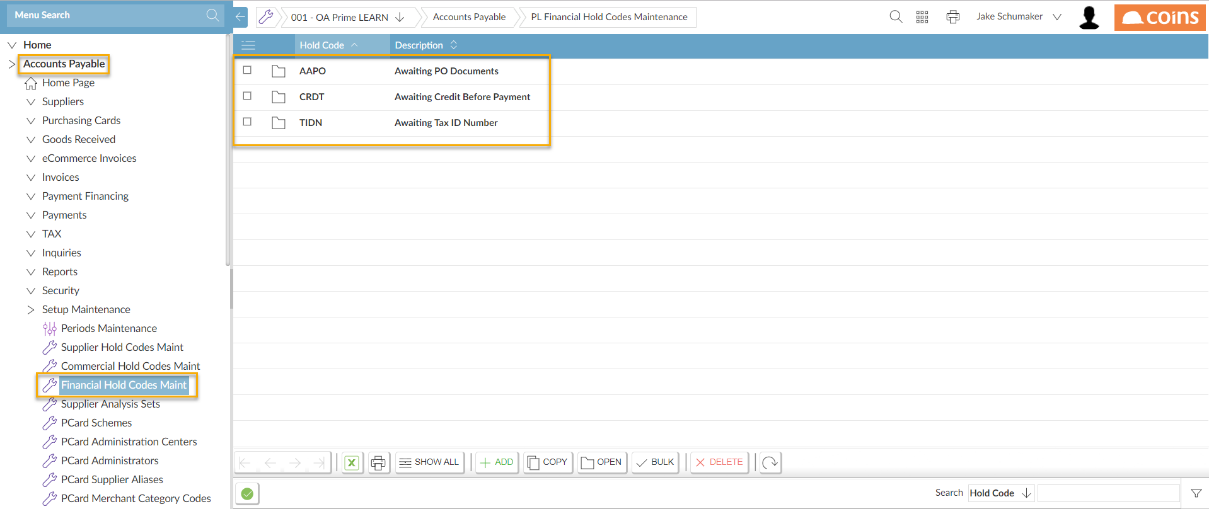 Menu Search
001 - OA Prime LEARN
Accounts Payable
PL Financial Hold Codes Maintenance
Jake Schumaker
COINS
Home
Accounts Payable
Home Page
Suppliers
Purchasing Cards
Goods Received
eCommerce Invoices
Invoices
Payment Financing
Payments
TAX
Inquiries
Reports
Security
Setup Maintenance
Periods Maintenance
Supplier Hold Codes Maint
Commercial Hold Codes Maint
Financial Hold Codes Maint
Supplier Analysis Sets
PCard Schemes
PCard Administration Centers
PCard Administrators
PCard Supplier Aliases
PCard Merchant Category Codes
Hold Code Description
AAPO Awaiting PO Documents
CRDT Awaiting Credit Before Payment
TIDN Awaiting Tax ID Number
SHOW ALL ADD COPY OPEN BULK DELETE
Search Hold Code